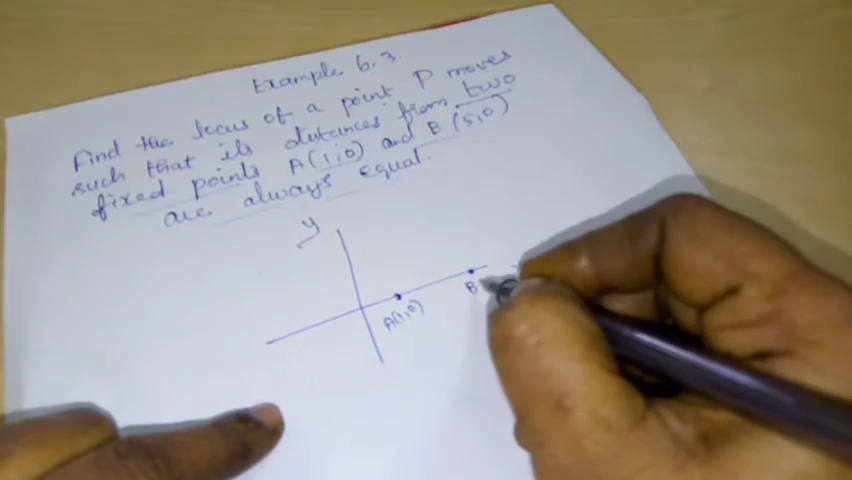 Example 6.3.
Find the locus of a point P moves
such that its distances from two
fixed points A(1,0) and B (5,0)
are always equal.
y
A(1,0)
B